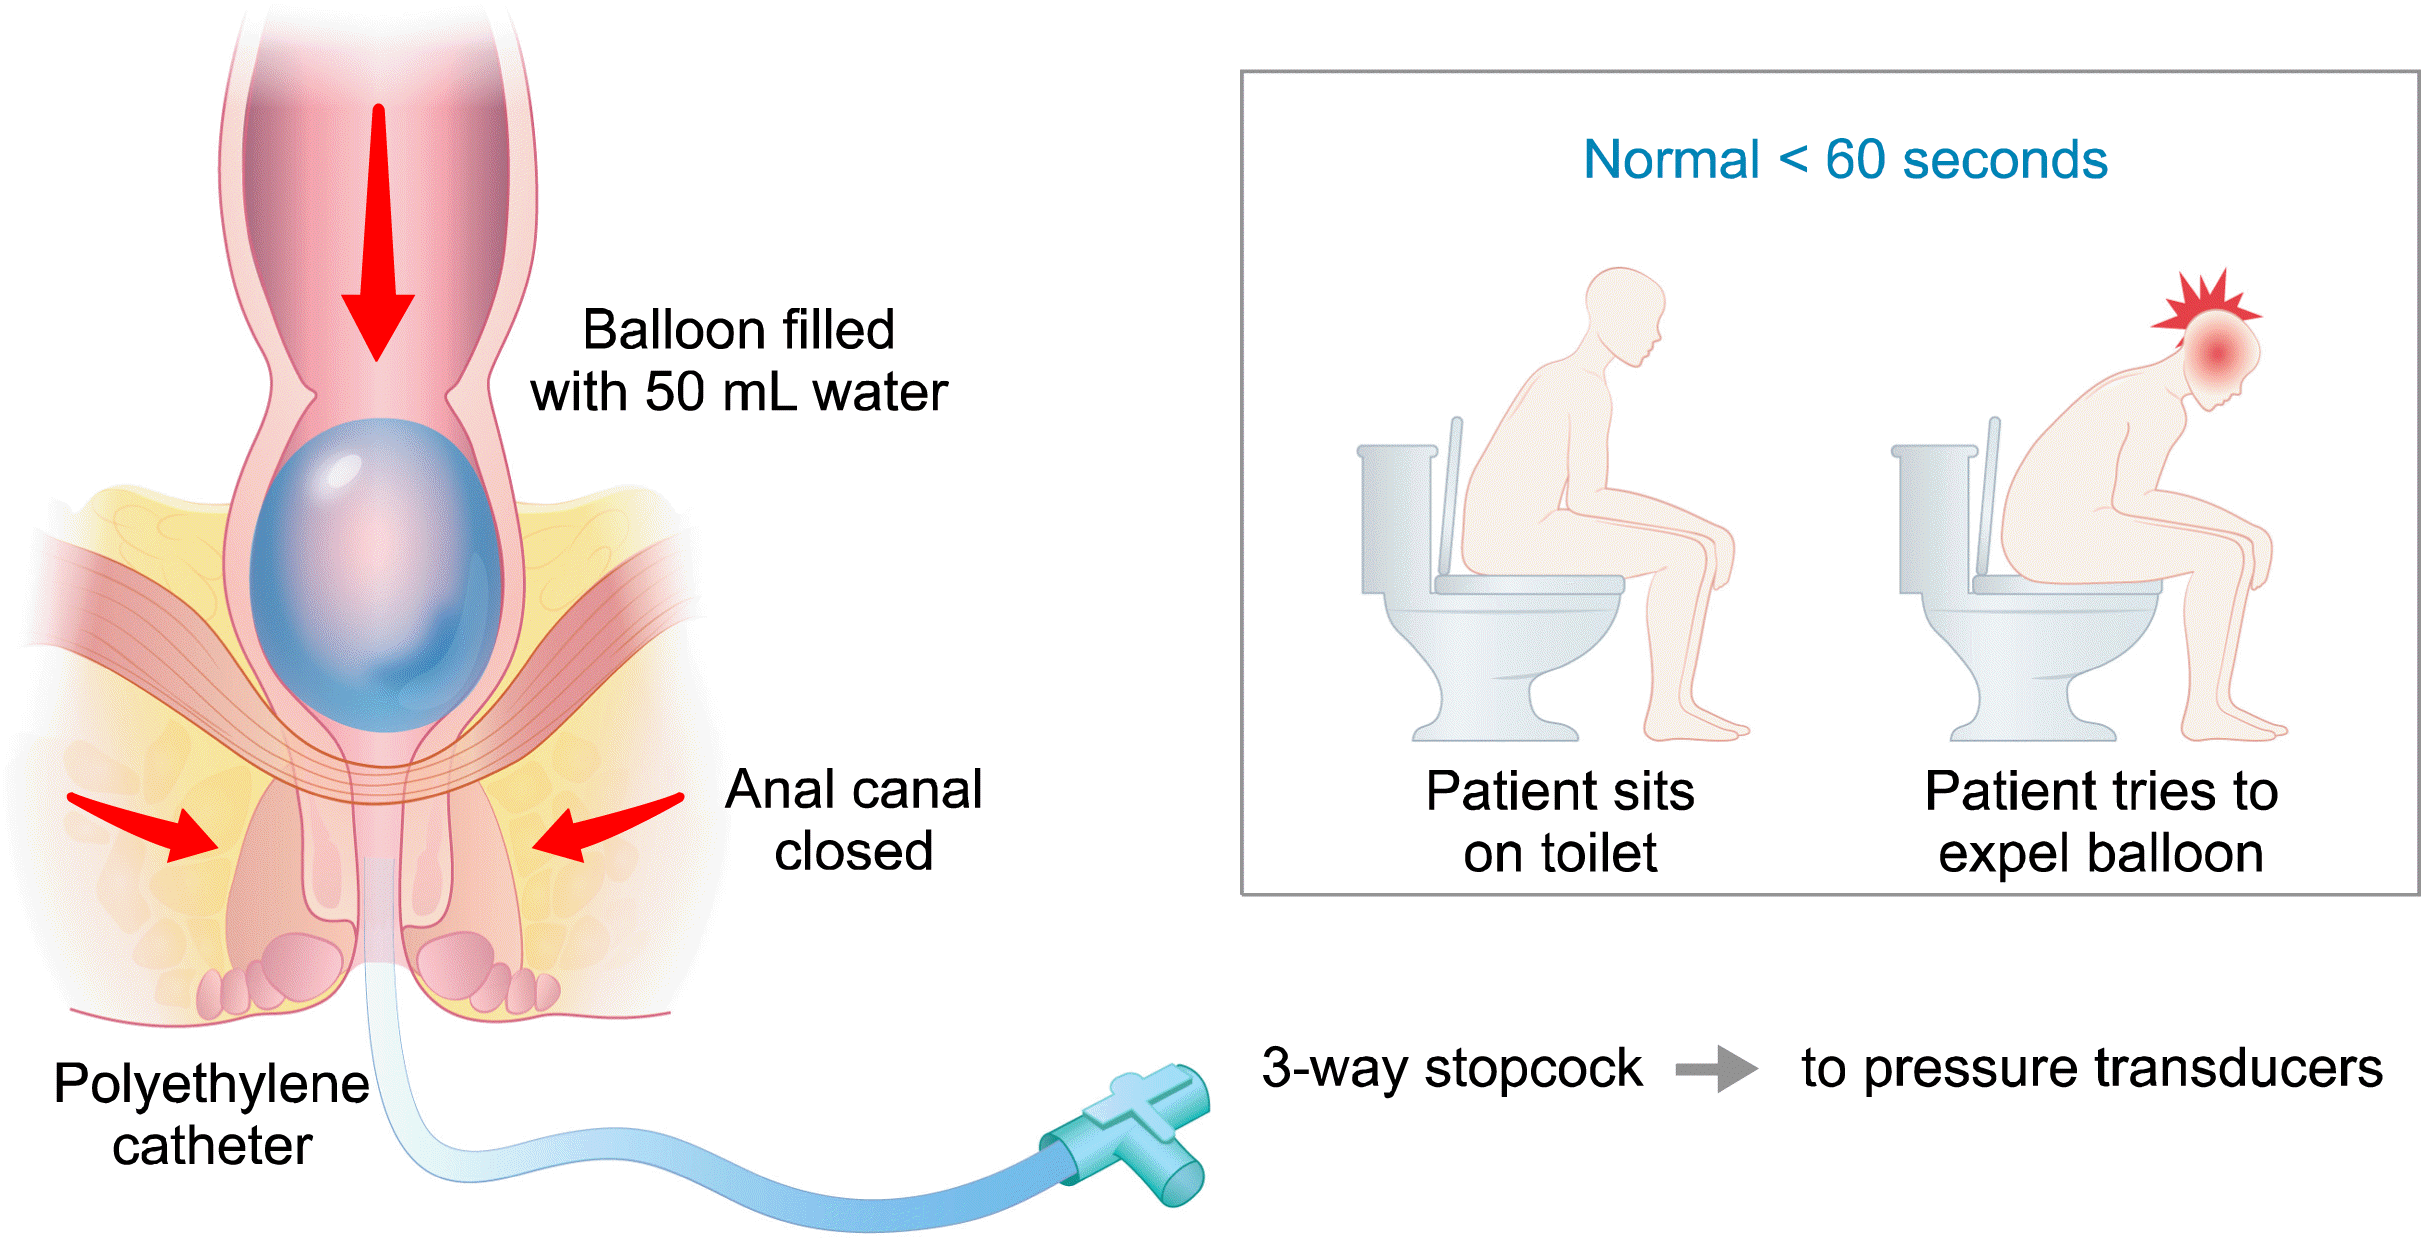 Normal < 60 seconds
Balloon filled
with 50 mL water
Anal canal
closed
Patient sits
on toilet
Patient tries to
expel balloon
Polyethylene
catheter
3-way stopcock
to pressure transducers